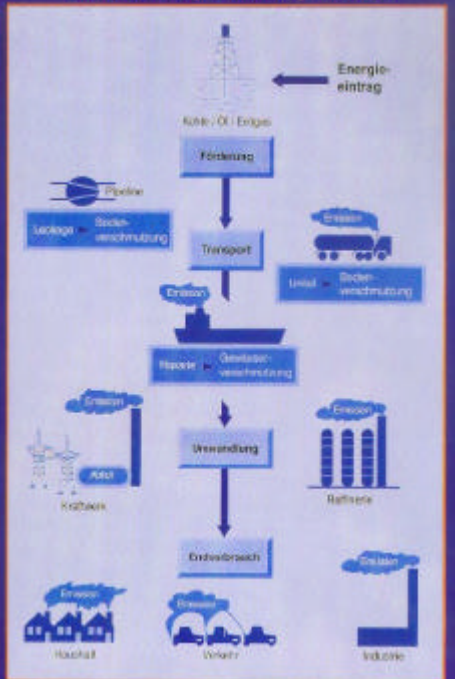 Energie-
eintrag
Kohle / Öl / Erdgas
Förderung
Pipeline
Leckage
Boden-
verschmutzung
Emission
Transport
Unfall
Boden-
verschmutzung
Emission
Havarie
Gewässer-
verschmutzung
Emission
Emission
Umwandlung
Abfall
Kraftwerk
Raffinerie
Endverbrauch
Emission
Emission
Emission
Haushalt
Verkehr
Industrie